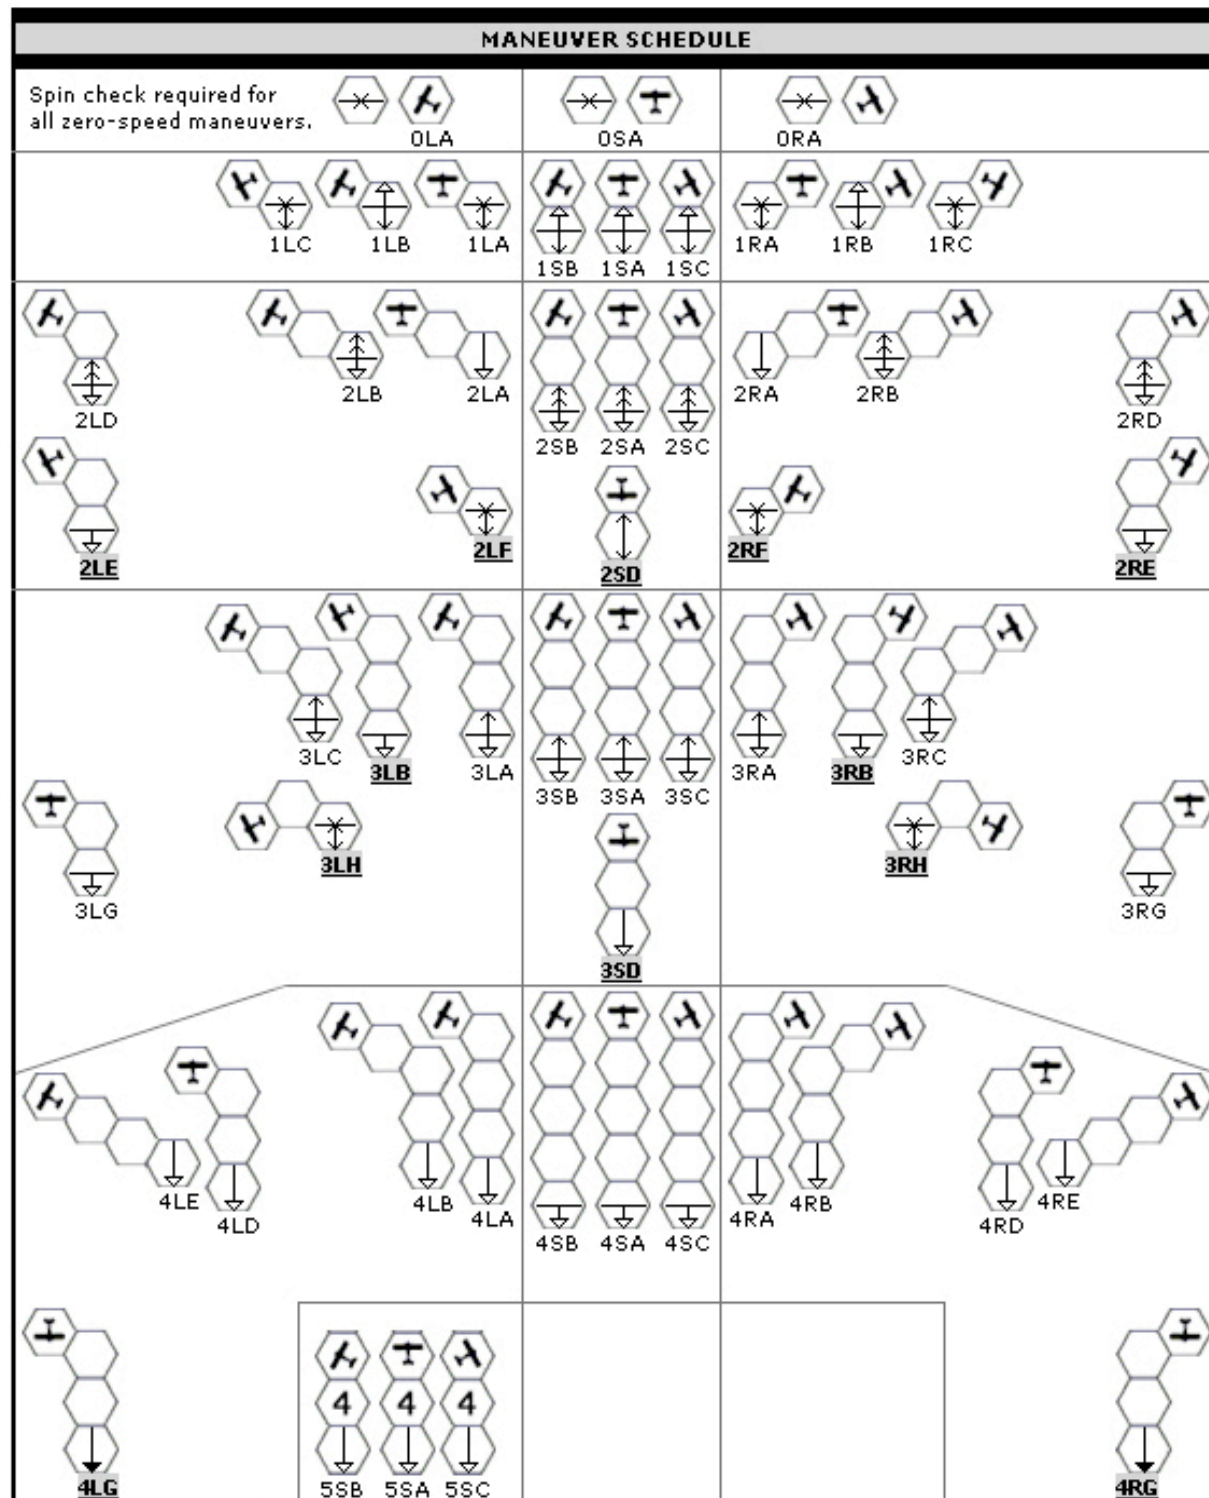 MANEUVER SCHEDULE
Spin check required for
all zero-speed maneuvers.
0LA
0SA
0RA
1LC 1LB 1LA
1SB 1SA 1SC
1RA 1RB 1RC
2LD 2LB 2LA
2SB 2SA 2SC
2RA 2RB 2RD
2LE 2LF
2SD
2RF 2RE
3LC 3LB 3LA
3SB 3SA 3SC
3RA 3RB 3RC
3LG 3LH
3SD
3RH 3RG
4LE 4LD 4LB 4LA
4SB 4SA 4SC
4RA 4RB 4RD 4RE
4 4 4
4LG
5SB 5SA 5SC
4RG